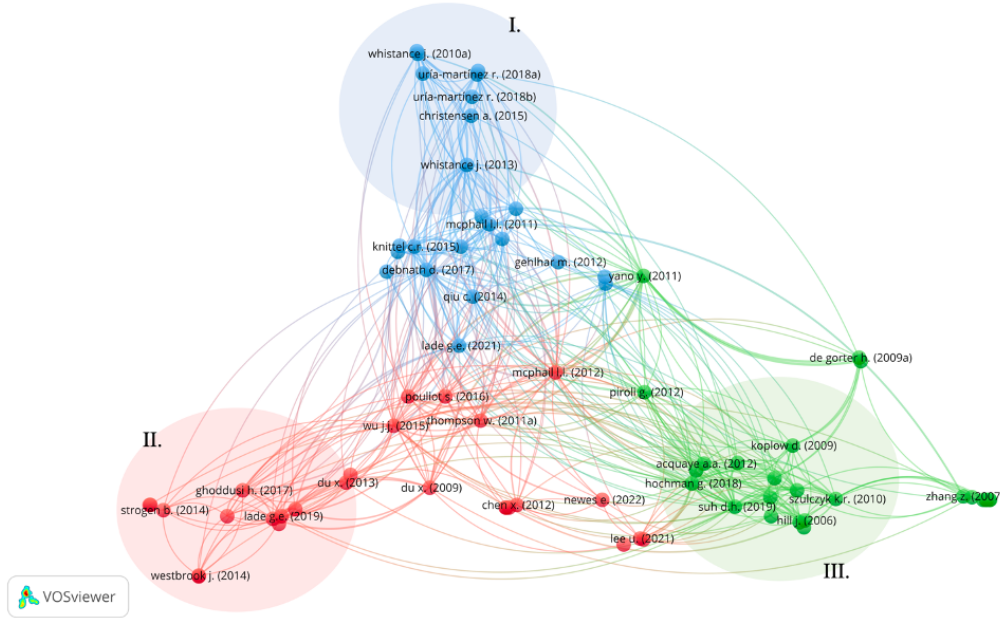 I.
whistance j. (2010a)
uria-martinez r. (2018a)
uria-martinez r. (2018b)
christensen a. (2015)
whistance j. (2013)
mcphail l.l. (2011)
knittel c.r. (2015)
gehlhar m. (2012)
debnath d. (2017)
yano y. (2011)
qiu c. (2014)
lade g.e. (2021)
de gorter h. (2009a)
mcphail l.l. (2012)
piroli g. (2012)
pouliot s. (2016)
thompson w. (2011a)
wu j.j. (2015)
II.
koplow d. (2009)
acquaye a.a. (2012)
hochman g. (2018)
du x. (2013)
du x. (2009)
ghoddusi h. (2017)
chen x. (2012)
newes e. (2022)
suh d.h. (2019)
szulczyk k.r. (2010)
zhang z. (2007
strogen b. (2014)
lade g.e. (2019)
hill j. (2006)
lee u. (2021)
westbrook j. (2014)
III.
VOSviewer